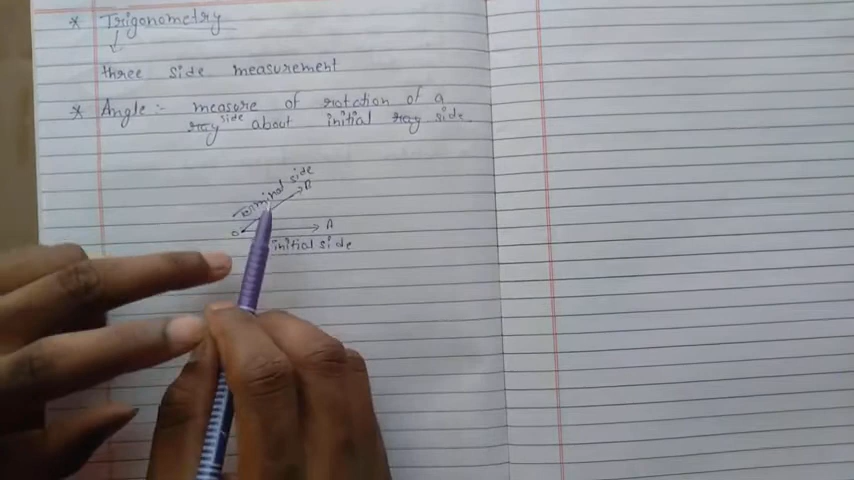 * Trigonometry
three side measurement
* Angle :- measure of rotation of a
ray side about initial ray side
Terminal side
B
O
A
initial side